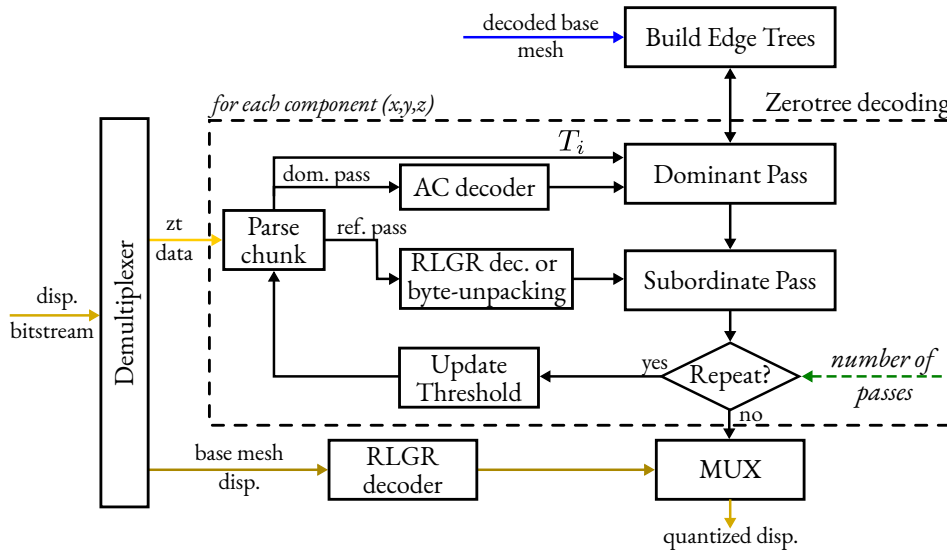 decoded base
mesh
Build Edge Trees
for each component (x,y,z)
Zerotree decoding
T_i
dom. pass
AC decoder
Dominant Pass
zt
data
Parse
chunk
ref. pass
RLGR dec. or
byte-unpacking
Subordinate Pass
disp.
bitstream
Demultiplexer
Update
Threshold
yes
Repeat?
number of
passes
no
base mesh
disp.
RLGR
decoder
MUX
quantized disp.